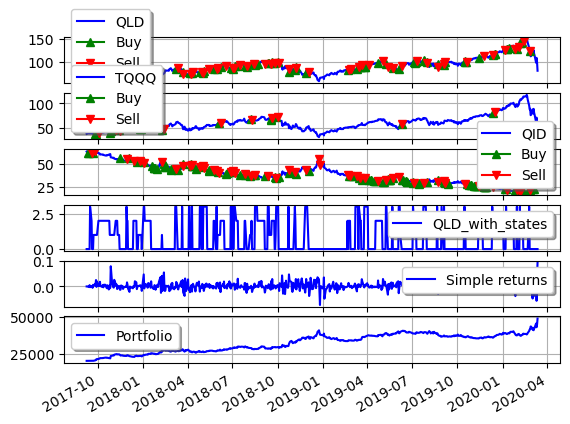 QLD
Buy
Sell
150
100
TQQQ
Buy
Sell
100
50
QID
Buy
Sell
50
25
QLD_with_states
2.5
0.0
Simple returns
0.1
0.0
Portfolio
50000
25000
2017-10
2018-01
2018-04
2018-07
2018-10
2019-01
2019-04
2019-07
2019-10
2020-01
2020-04